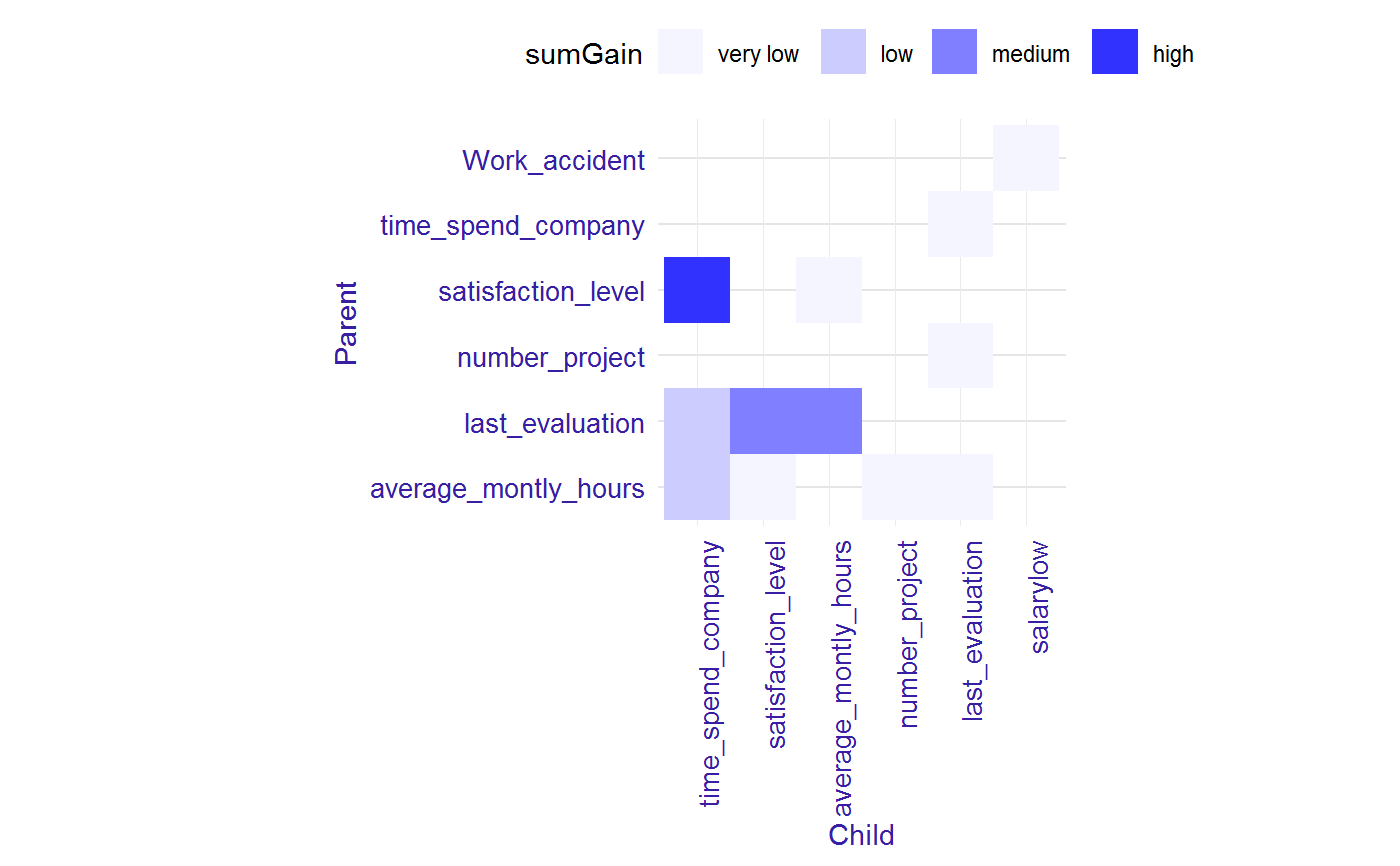 sumGain very low low medium high
Work_accident
time_spend_company
satisfaction_level
number_project
last_evaluation
average_montly_hours
Parent
time_spend_company
satisfaction_level
average_montly_hours
number_project
last_evaluation
salarylow
Child